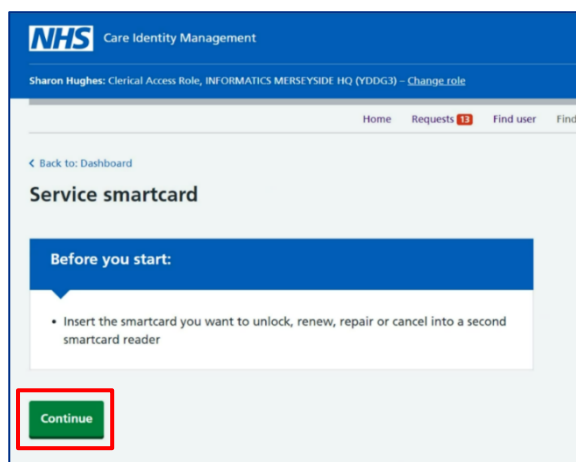 NHS Care Identity Management
Sharon Hughes: Clerical Access Role, INFORMATICS MERSEYSIDE HQ (YDDG3) – Change role
Home Requests 13 Find user Find
< Back to: Dashboard
Service smartcard
Before you start:
• Insert the smartcard you want to unlock, renew, repair or cancel into a second
smartcard reader
Continue